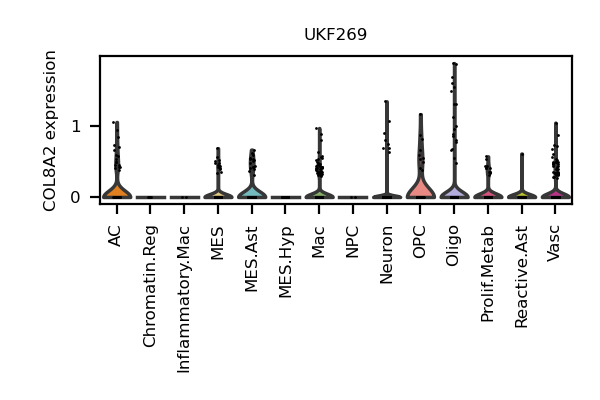 UKF269
COL8A2 expression
1
0
AC
Chromatin.Reg
Inflammatory.Mac
MES
MES.Ast
MES.Hyp
Mac
NPC
Neuron
OPC
Oligo
Prolif.Metab
Reactive.Ast
Vasc